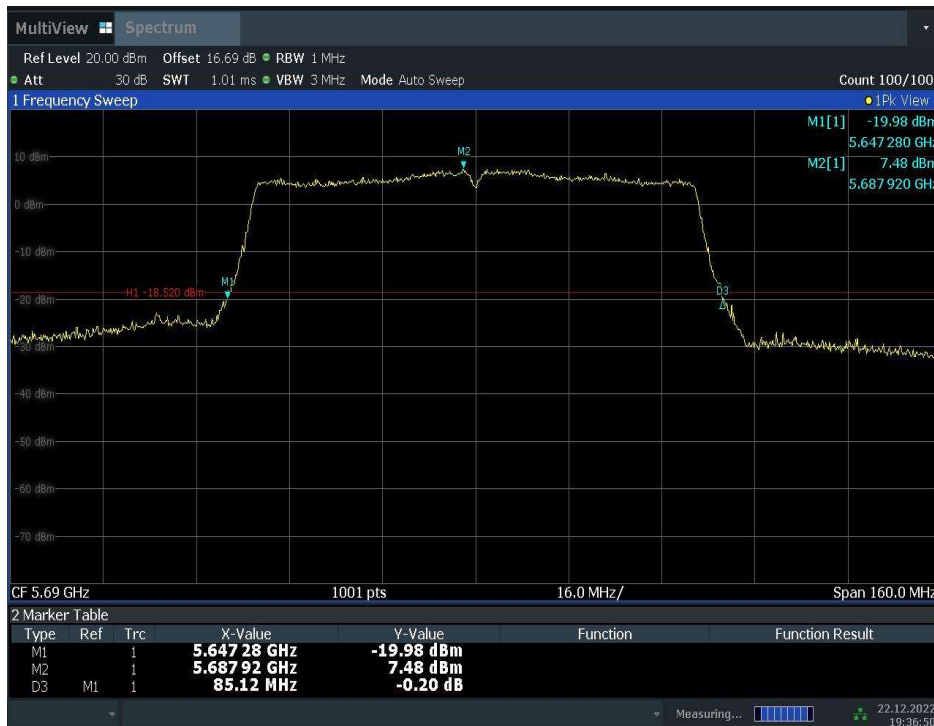 MultiView Spectrum
Ref Level 20.00 dBm Offset 16.69 dB RBW 1 MHz
Att 30 dB SWT 1.01 ms VBW 3 MHz Mode Auto Sweep Count 100/100
1 Frequency Sweep 1Pk View
M1[1] -19.98 dBm
5.647 280 GHz
M2[1] 7.48 dBm
5.687 920 GHz
M2
10 dBm
0 dBm
-10 dBm
M1
H1 -18.520 dBm
D3
-20 dBm
-30 dBm
-40 dBm
-50 dBm
-60 dBm
-70 dBm
CF 5.69 GHz 1001 pts 16.0 MHz/ Span 160.0 MHz
2 Marker Table
Type Ref Trc X-Value Y-Value Function Function Result
M1 1 5.647 28 GHz -19.98 dBm
M2 1 5.687 92 GHz 7.48 dBm
D3 M1 1 85.12 MHz -0.20 dB
Measuring... 22.12.2022
19:36:50